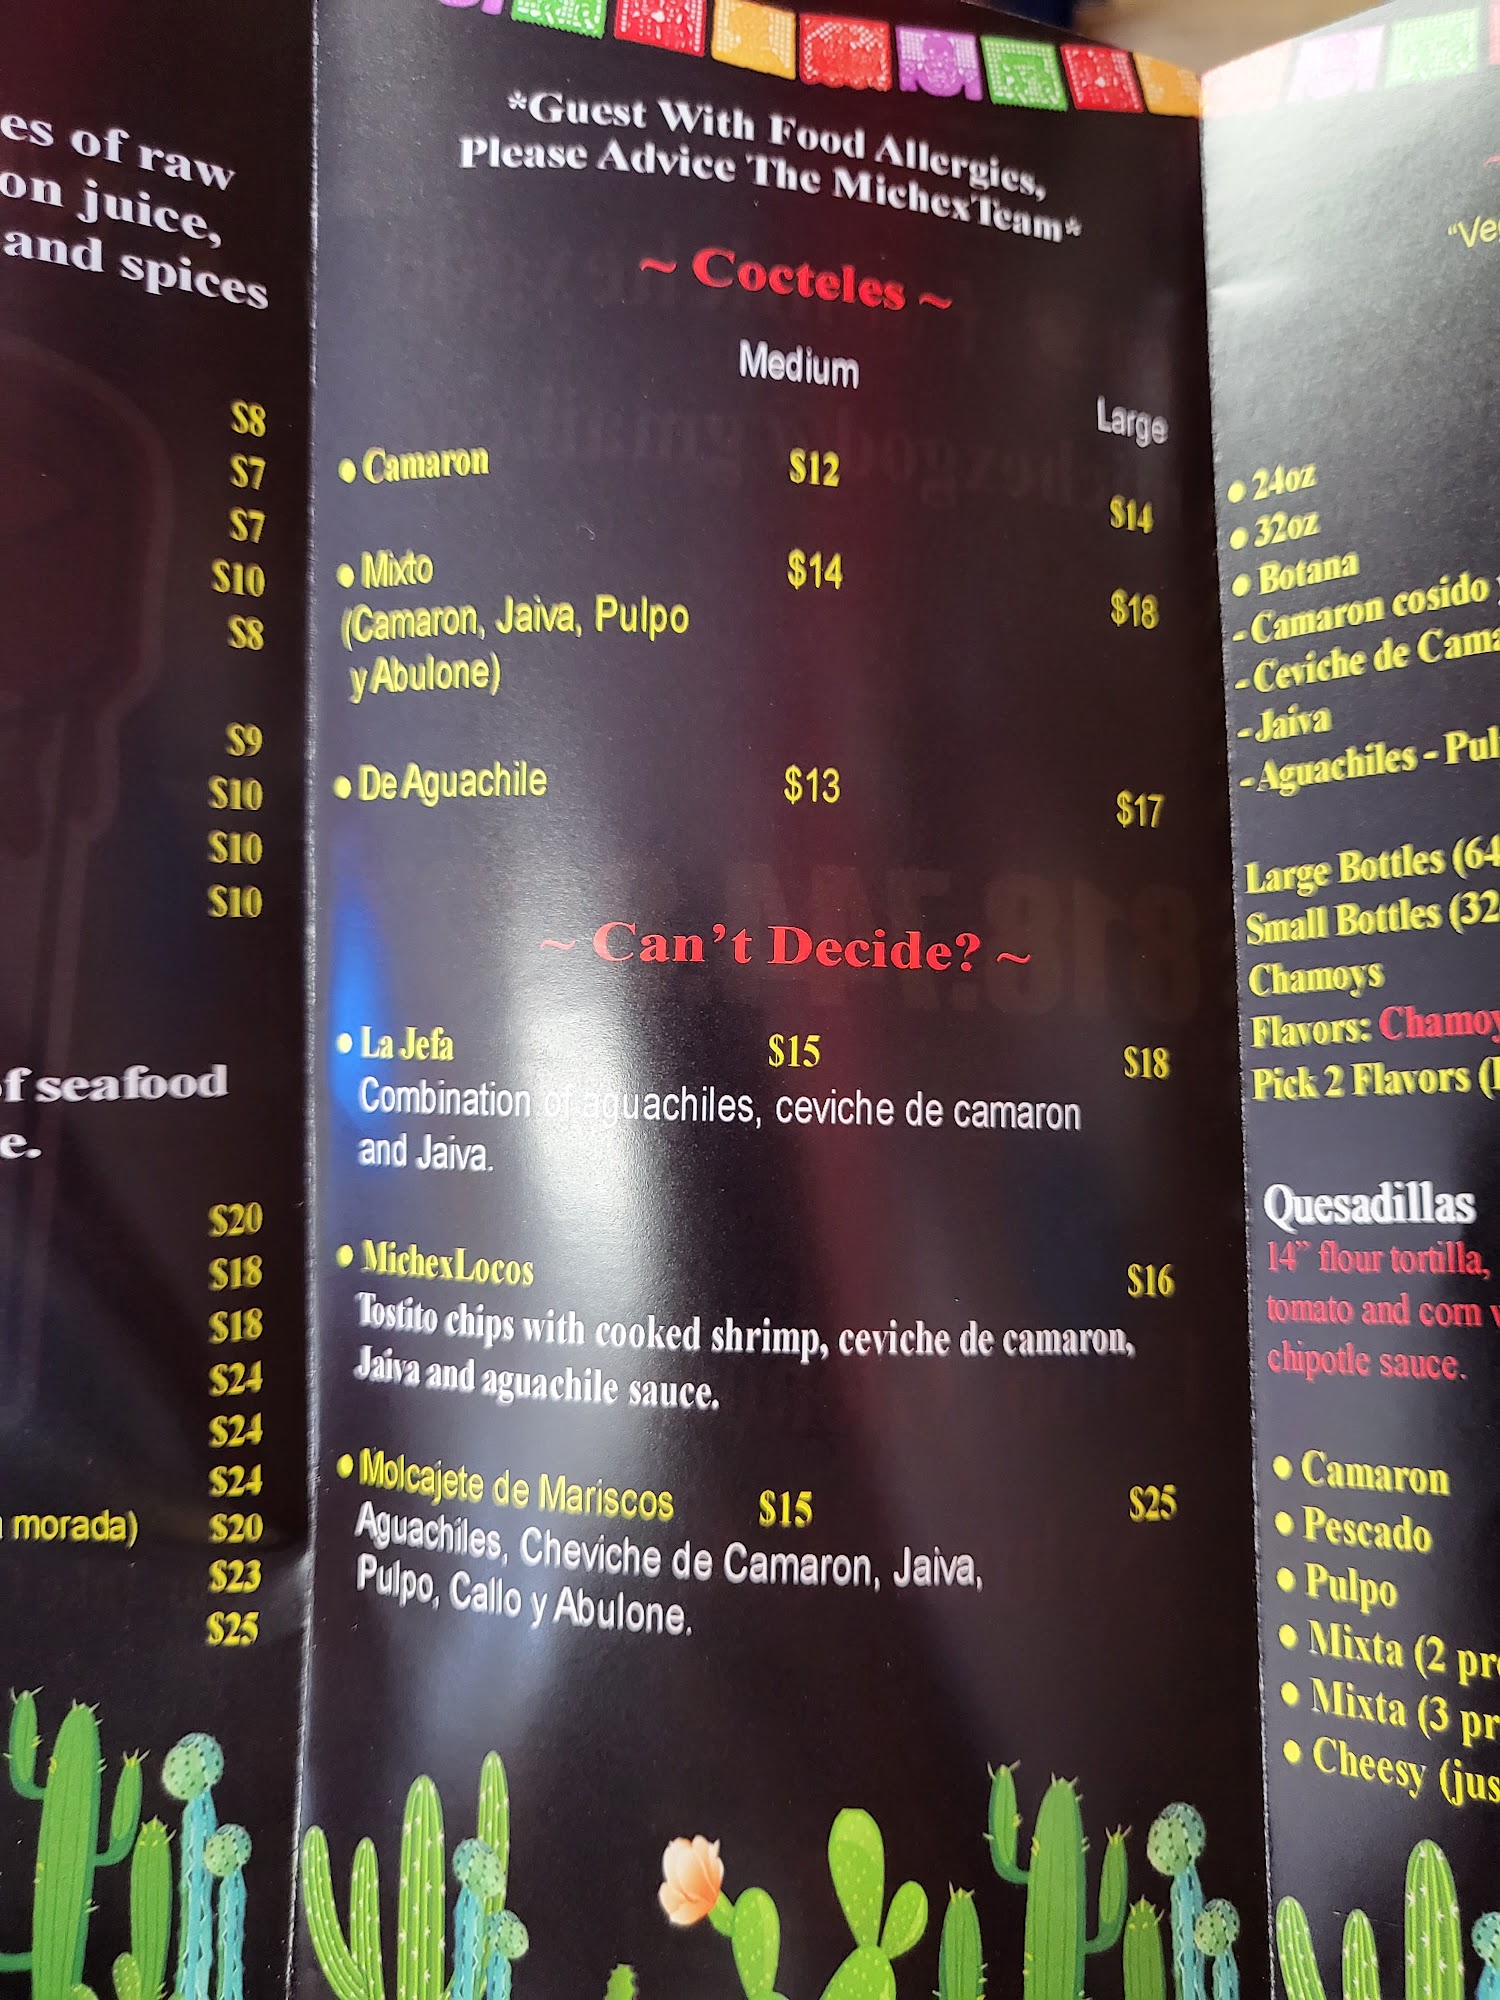 es of raw
on juice,
and spices
$8
$7
$7
$10
$8
$9
$10
$10
$10
f seafood
e.
$20
$18
$18
$24
$24
$24
morada) $20
$23
$25
*Guest With Food Allergies,
Please Advice The MichexTeam*
~ Cocteles ~
Medium Large
• Camaron $12 $14
• Mixto $14 $18
(Camaron, Jaiva, Pulpo
y Abulone)
• De Aguachile $13 $17
~ Can't Decide? ~
• La Jefa $15 $18
Combination of aguachiles, ceviche de camaron
and Jaiva.
• MichexLocos $16
Tostito chips with cooked shrimp, ceviche de camaron,
Jaiva and aguachile sauce.
• Molcajete de Mariscos $15 $25
Aguachiles, Cheviche de Camaron, Jaiva,
Pulpo, Callo y Abulone.
"Ve
• 24oz
• 32oz
• Botana
- Camaron cosido
- Ceviche de Cama
- Jaiva
- Aguachiles - Pul
Large Bottles (64
Small Bottles (32
Chamoys
Flavors: Chamoy
Pick 2 Flavors (
Quesadillas
14" flour tortilla,
tomato and corn
chipotle sauce.
• Camaron
• Pescado
• Pulpo
• Mixta (2 pr
• Mixta (3 pr
• Cheesy (jus